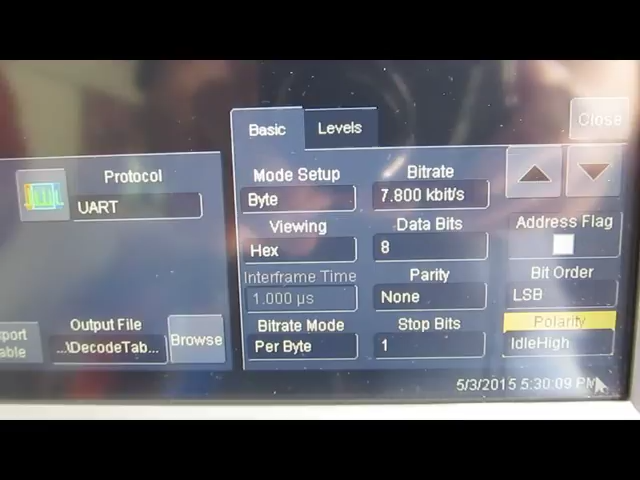 Close
Basic
Levels
Protocol
UART
Mode Setup
Byte
Bitrate
7.800 kbit/s
Viewing
Hex
Data Bits
8
Address Flag
Interframe Time
1.000 µs
Parity
None
Bit Order
LSB
Output File
...\DecodeTab...
Browse
Bitrate Mode
Per Byte
Stop Bits
1
Polarity
IdleHigh
5/3/2015 5:30:09 PM